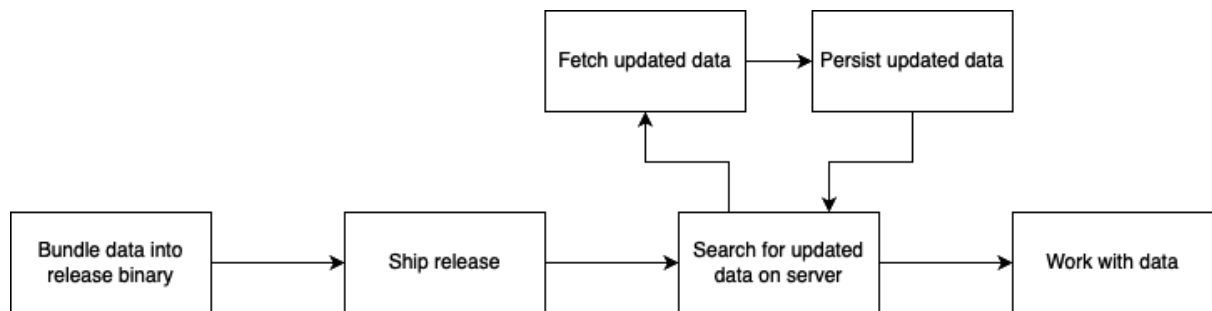 Fetch updated data
Persist updated data
Bundle data into
release binary
Ship release
Search for updated
data on server
Work with data